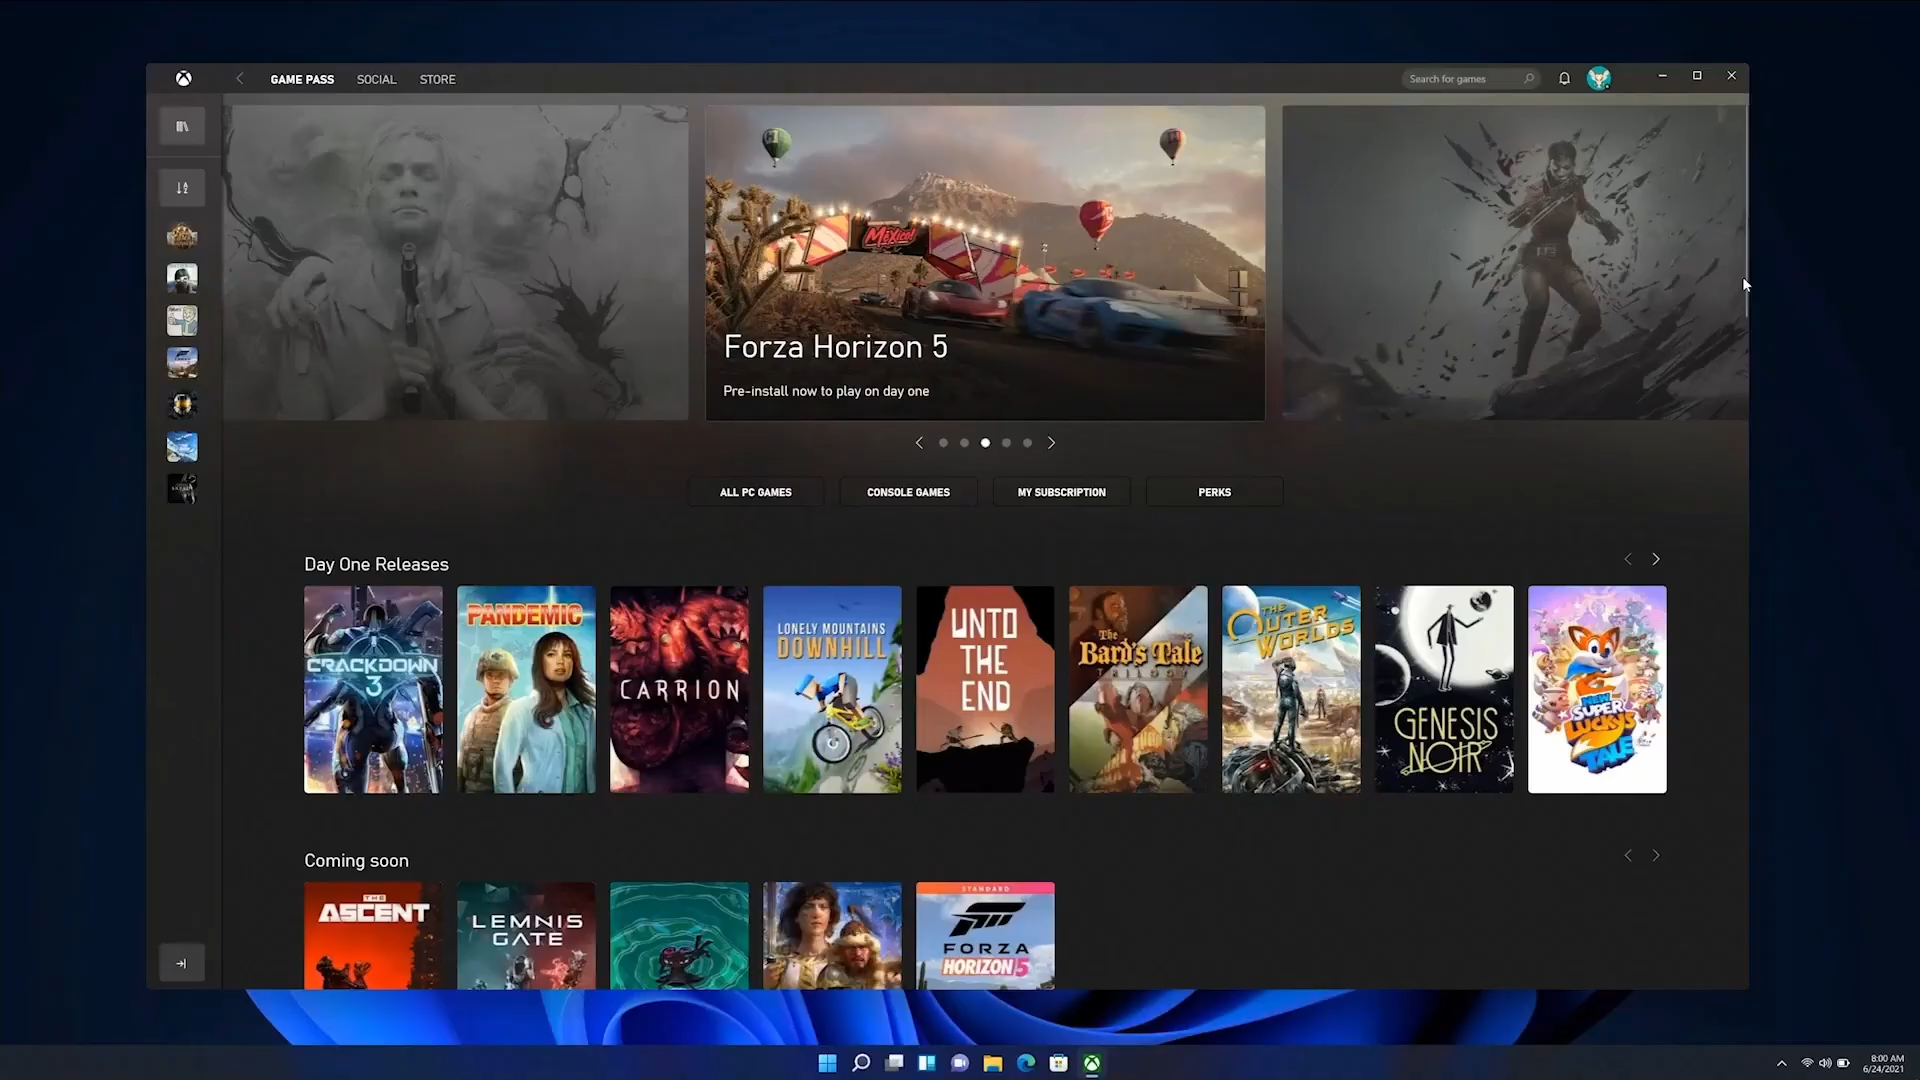 GAME PASS SOCIAL STORE
Search for games
México!
Forza Horizon 5
Pre-install now to play on day one
ALL PC GAMES CONSOLE GAMES MY SUBSCRIPTION PERKS
Day One Releases
CRACKDOWN
3
PANDEMIC
CARRION
LONELY MOUNTAINS
DOWNHILL
UNTO
THE
END
The
Bard's Tale
TRILOGY
THE
OUTER
WORLDS
GENESIS
NOIR
NEW
SUPER
LUCKY'S
TALE
Coming soon
THE
ASCENT
LEMNIS
GATE
STANDARD
FORZA
HORIZON 5
8:00 AM
6/24/2021